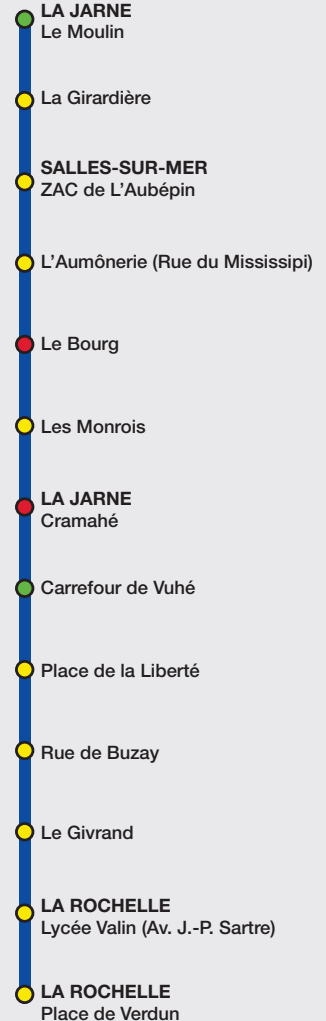 LA JARNE
Le Moulin
La Girardière
SALLES-SUR-MER
ZAC de L’Aubépin
L’Aumônerie (Rue du Mississipi)
Le Bourg
Les Monrois
LA JARNE
Cramahé
Carrefour de Vuhé
Place de la Liberté
Rue de Buzay
Le Givrand
LA ROCHELLE
Lycée Valin (Av. J.-P. Sartre)
LA ROCHELLE
Place de Verdun